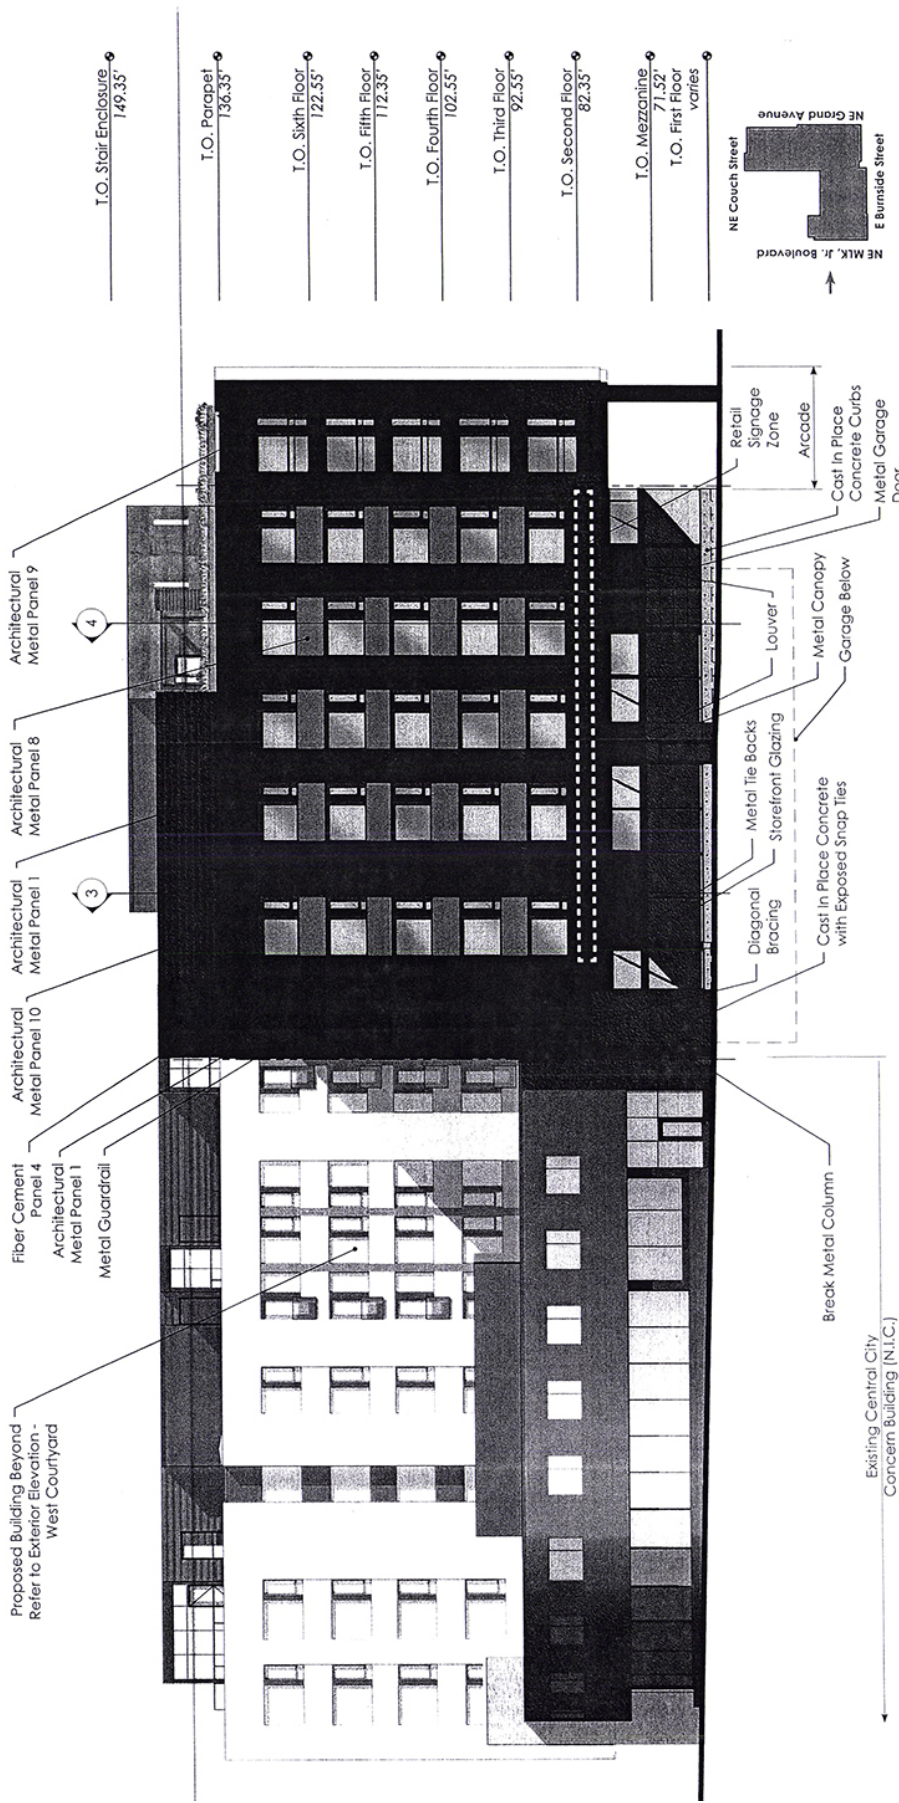 Proposed Building Beyond
Refer to Exterior Elevation -
West Courtyard
Fiber Cement
Panel 4
Architectural
Metal Panel 1
Metal Guardrail
Architectural
Metal Panel 10
Architectural
Metal Panel 1
Architectural
Metal Panel 8
Architectural
Metal Panel 9
3
4
T.O. Stair Enclosure
149.35'
T.O. Parapet
136.35'
T.O. Sixth Floor
122.55'
T.O. Fifth Floor
112.35'
T.O. Fourth Floor
102.55'
T.O. Third Floor
92.55'
T.O. Second Floor
82.35'
T.O. Mezzanine
71.52'
T.O. First Floor
varies
Existing Central City
Concern Building (N.I.C.)
Break Metal Column
Cast In Place Concrete
with Exposed Snap Ties
Diagonal
Bracing
Metal Tie Backs
Storefront Glazing
Louver
Metal Canopy
Garage Below
Retail
Signage
Zone
Arcade
Cast In Place
Concrete Curbs
Metal Garage
Door
NE Couch Street
NE MLK, Jr. Boulevard
NE Grand Avenue
E Burnside Street